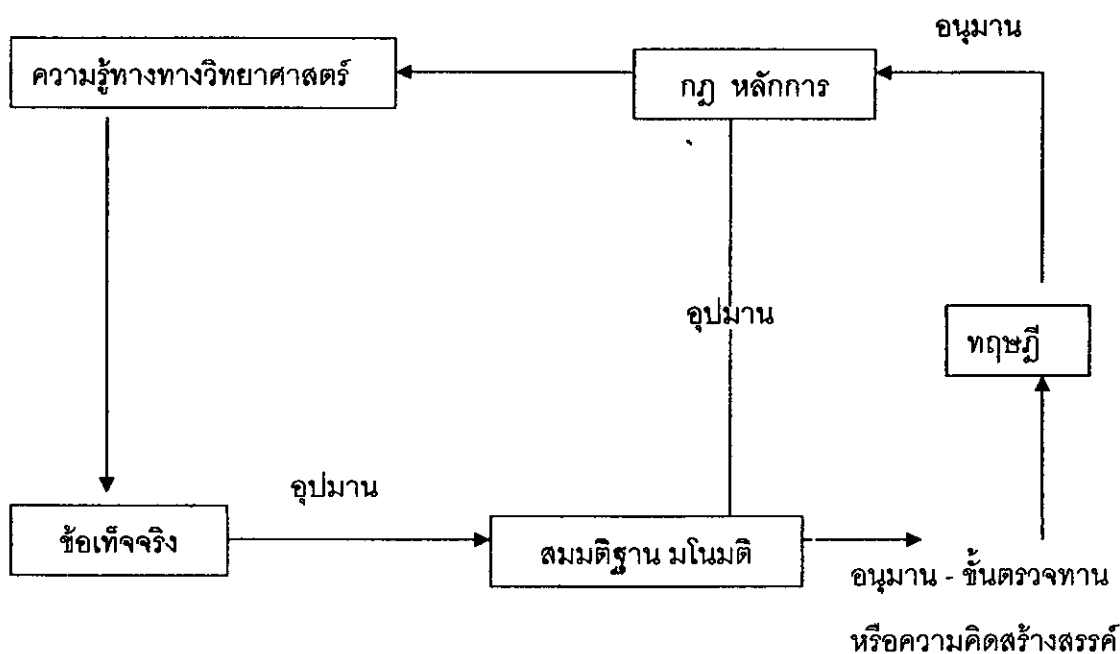 อนุมาน
ความรู้ทางทางวิทยาศาสตร์
กฎ หลักการ
อุปมาน
ทฤษฎี
อุปมาน
ข้อเท็จจริง
สมมติฐาน มโนมติ
อนุมาน - ขั้นตรวจทาน
หรือความคิดสร้างสรรค์